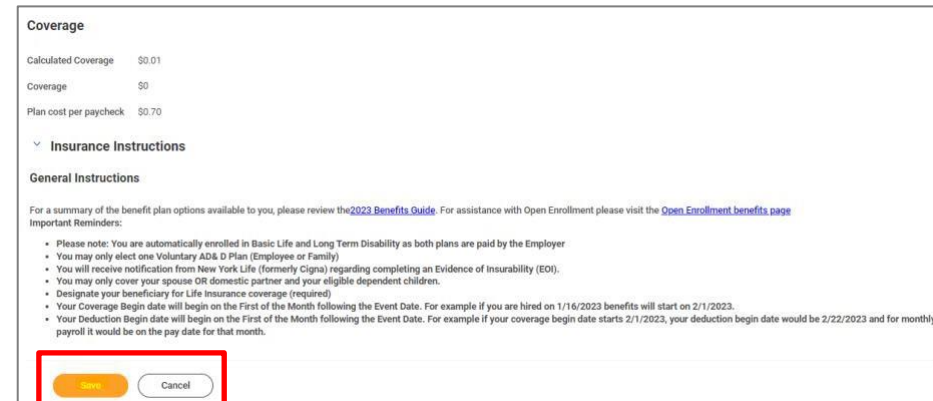 Coverage
Calculated Coverage $0.01
Coverage $0
Plan cost per paycheck $0.70
Insurance Instructions
General Instructions
For a summary of the benefit plan options available to you, please review the2023 Benefits Guide. For assistance with Open Enrollment please visit the Open Enrollment benefits page
Important Reminders:
• Please note: You are automatically enrolled in Basic Life and Long Term Disability as both plans are paid by the Employer
• You may only elect one Voluntary AD& D Plan (Employee or Family)
• You will receive notification from New York Life (formerly Cigna) regarding completing an Evidence of Insurability (EOI).
• You may only cover your spouse OR domestic partner and your eligible dependent children.
• Designate your beneficiary for Life Insurance coverage (required)
• Your Coverage Begin date will begin on the First of the Month following the Event Date. For example if you are hired on 1/16/2023 benefits will start on 2/1/2023.
• Your Deduction Begin date will begin on the First of the Month following the Event Date. For example if your coverage begin date starts 2/1/2023, your deduction begin date would be 2/22/2023 and for monthly
payroll it would be on the pay date for that month.
Save Cancel